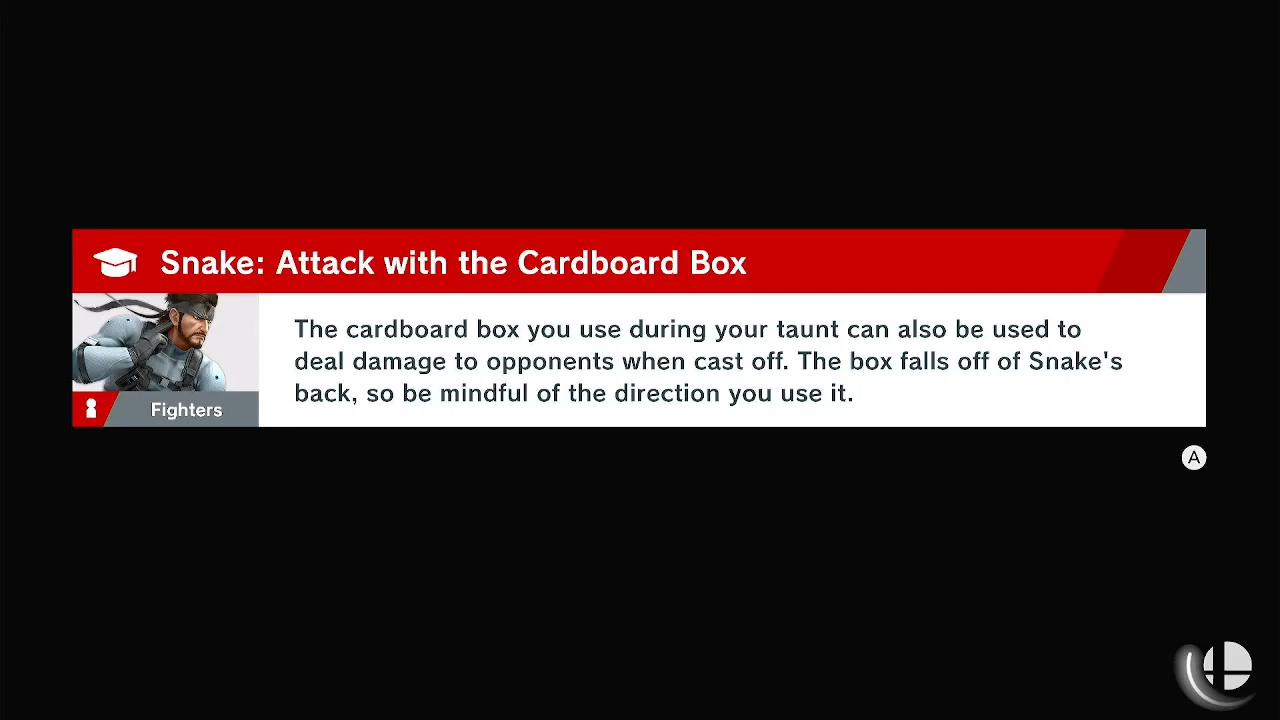 Snake: Attack with the Cardboard Box
The cardboard box you use during your taunt can also be used to
deal damage to opponents when cast off. The box falls off of Snake's
back, so be mindful of the direction you use it.
Fighters
A